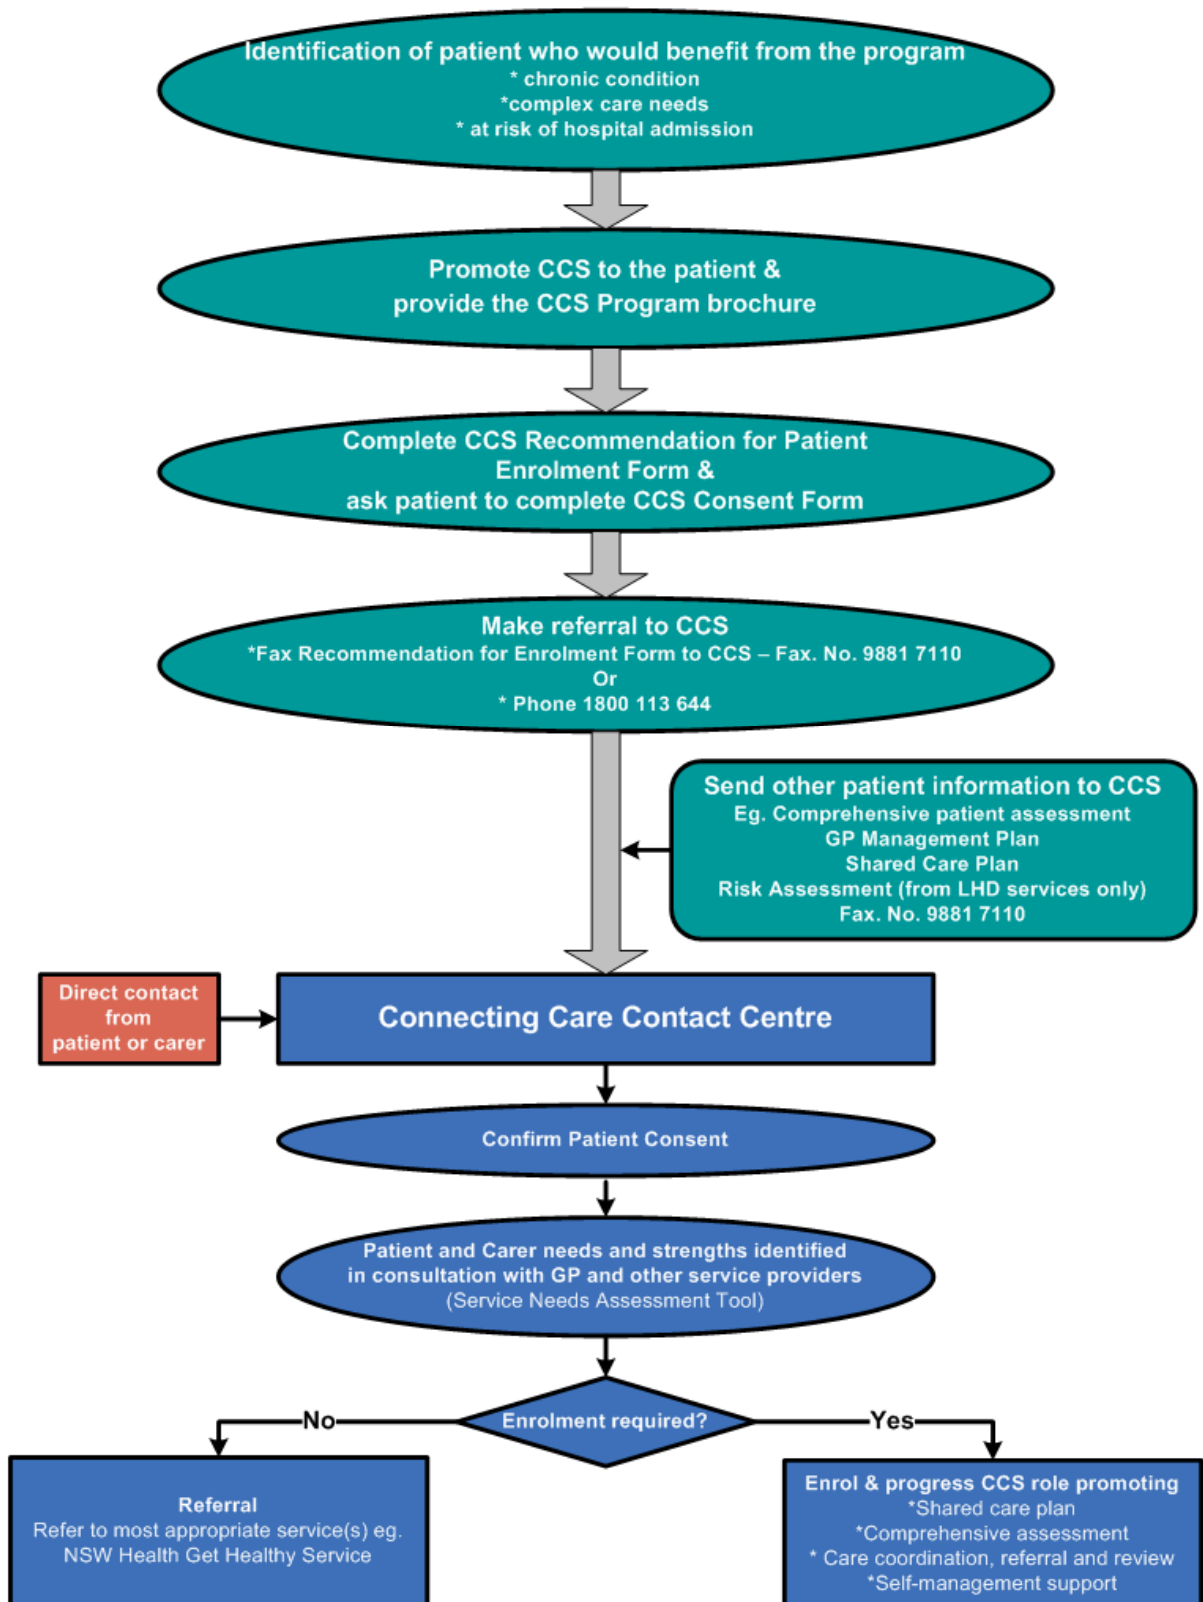 Identification of patient who would benefit from the program
* chronic condition
*complex care needs
* at risk of hospital admission
Promote CCS to the patient &
provide the CCS Program brochure
Complete CCS Recommendation for Patient
Enrolment Form &
ask patient to complete CCS Consent Form
Make referral to CCS
*Fax Recommendation for Enrolment Form to CCS – Fax. No. 9881 7110
Or
* Phone 1800 113 644
Send other patient information to CCS
Eg. Comprehensive patient assessment
GP Management Plan
Shared Care Plan
Risk Assessment (from LHD services only)
Fax. No. 9881 7110
Direct contact
from
patient or carer
Connecting Care Contact Centre
Confirm Patient Consent
Patient and Carer needs and strengths identified
in consultation with GP and other service providers
(Service Needs Assessment Tool)
Enrolment required?
No
Yes
Referral
Refer to most appropriate service(s) eg.
NSW Health Get Healthy Service
Enrol & progress CCS role promoting
*Shared care plan
*Comprehensive assessment
* Care coordination, referral and review
*Self-management support